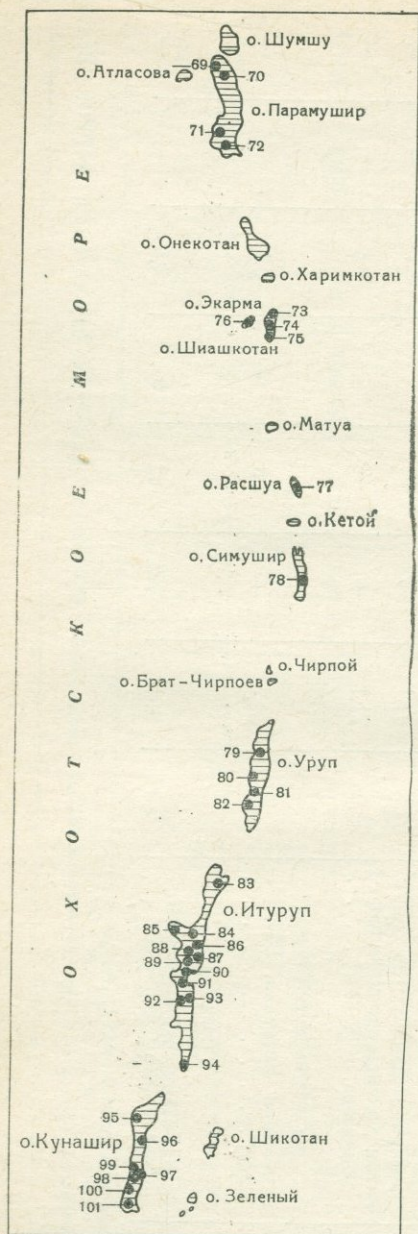 о. Шумшу
69
о. Атласова
70
о. Парамушир
71
72
о. Онекотан
о. Харимкотан
о. Экарма
73
76
74
75
о. Шиашкотан
о. Матуа
о. Расшуа
77
о. Кетой
о. Симушир
78
о. Чирпой
о. Брат-Чирпоев
79
о. Уруп
80
81
82
83
о. Итуруп
85
84
86
88
87
89
90
91
92
93
94
95
о. Кунашир
96
о. Шикотан
99
98
97
100
о. Зеленый
101
ОХОТСКОЕ МОРЕ